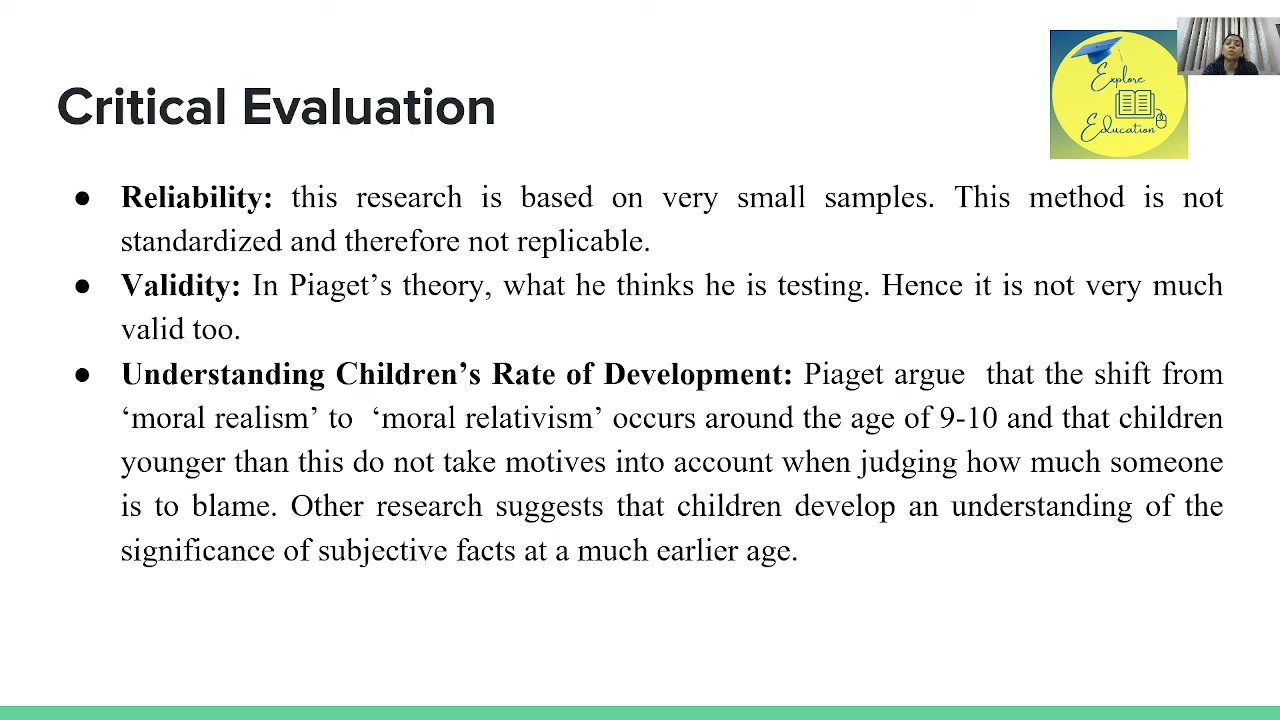 Critical Evaluation
Explore
Education
● Reliability: this research is based on very small samples. This method is not
standardized and therefore not replicable.
● Validity: In Piaget’s theory, what he thinks he is testing. Hence it is not very much
valid too.
● Understanding Children’s Rate of Development: Piaget argue that the shift from
‘moral realism’ to ‘moral relativism’ occurs around the age of 9-10 and that children
younger than this do not take motives into account when judging how much someone
is to blame. Other research suggests that children develop an understanding of the
significance of subjective facts at a much earlier age.